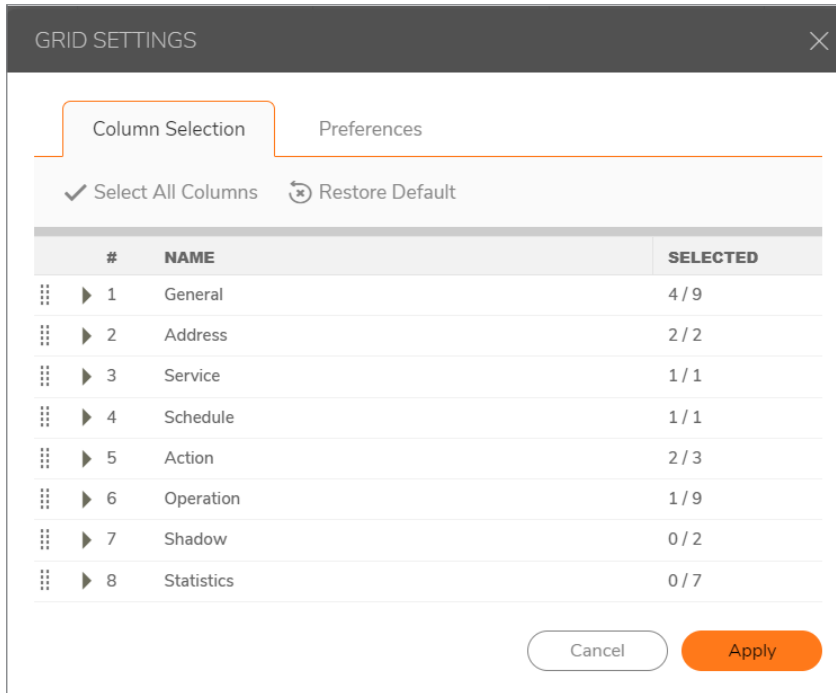 GRID SETTINGS
Column Selection Preferences
Select All Columns Restore Default
# NAME SELECTED
1 General 4 / 9
2 Address 2 / 2
3 Service 1 / 1
4 Schedule 1 / 1
5 Action 2 / 3
6 Operation 1 / 9
7 Shadow 0 / 2
8 Statistics 0 / 7
Cancel Apply